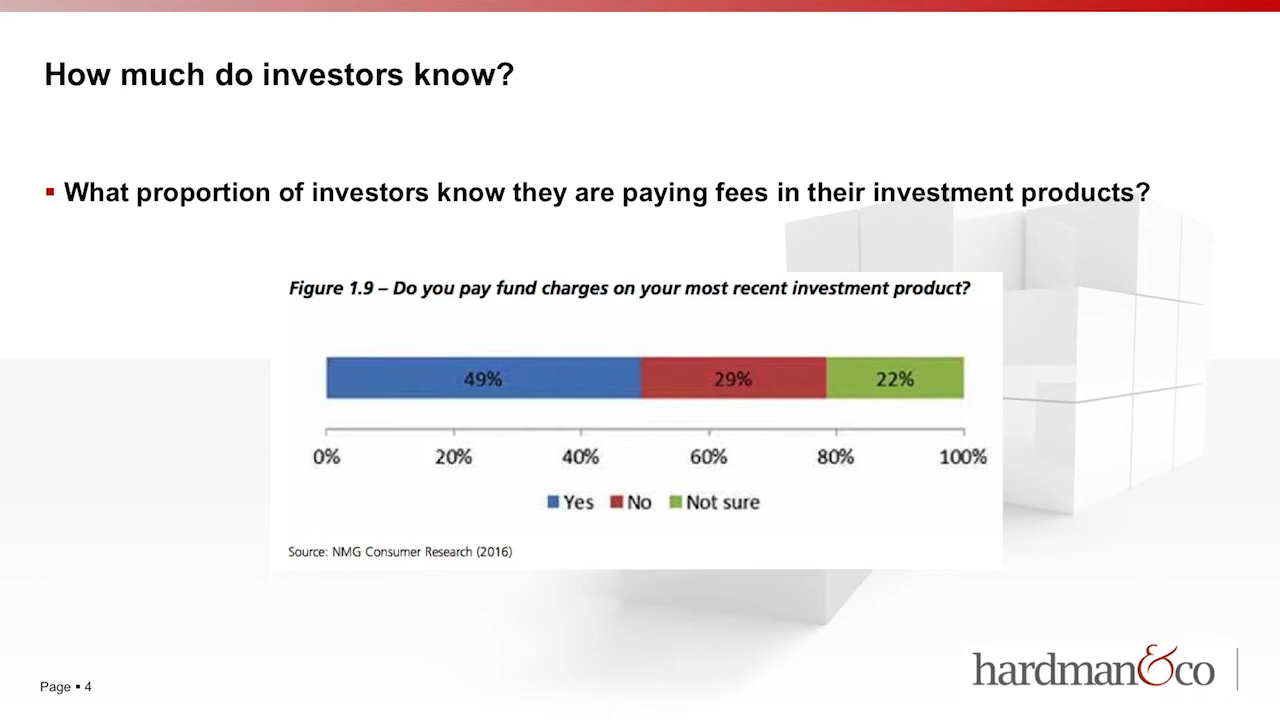 How much do investors know?
▪ What proportion of investors know they are paying fees in their investment products?
Figure 1.9 – Do you pay fund charges on your most recent investment product?
49% 29% 22%
0% 20% 40% 60% 80% 100%
Yes No Not sure
Source: NMG Consumer Research (2016)
Page ▪ 4
hardman&co